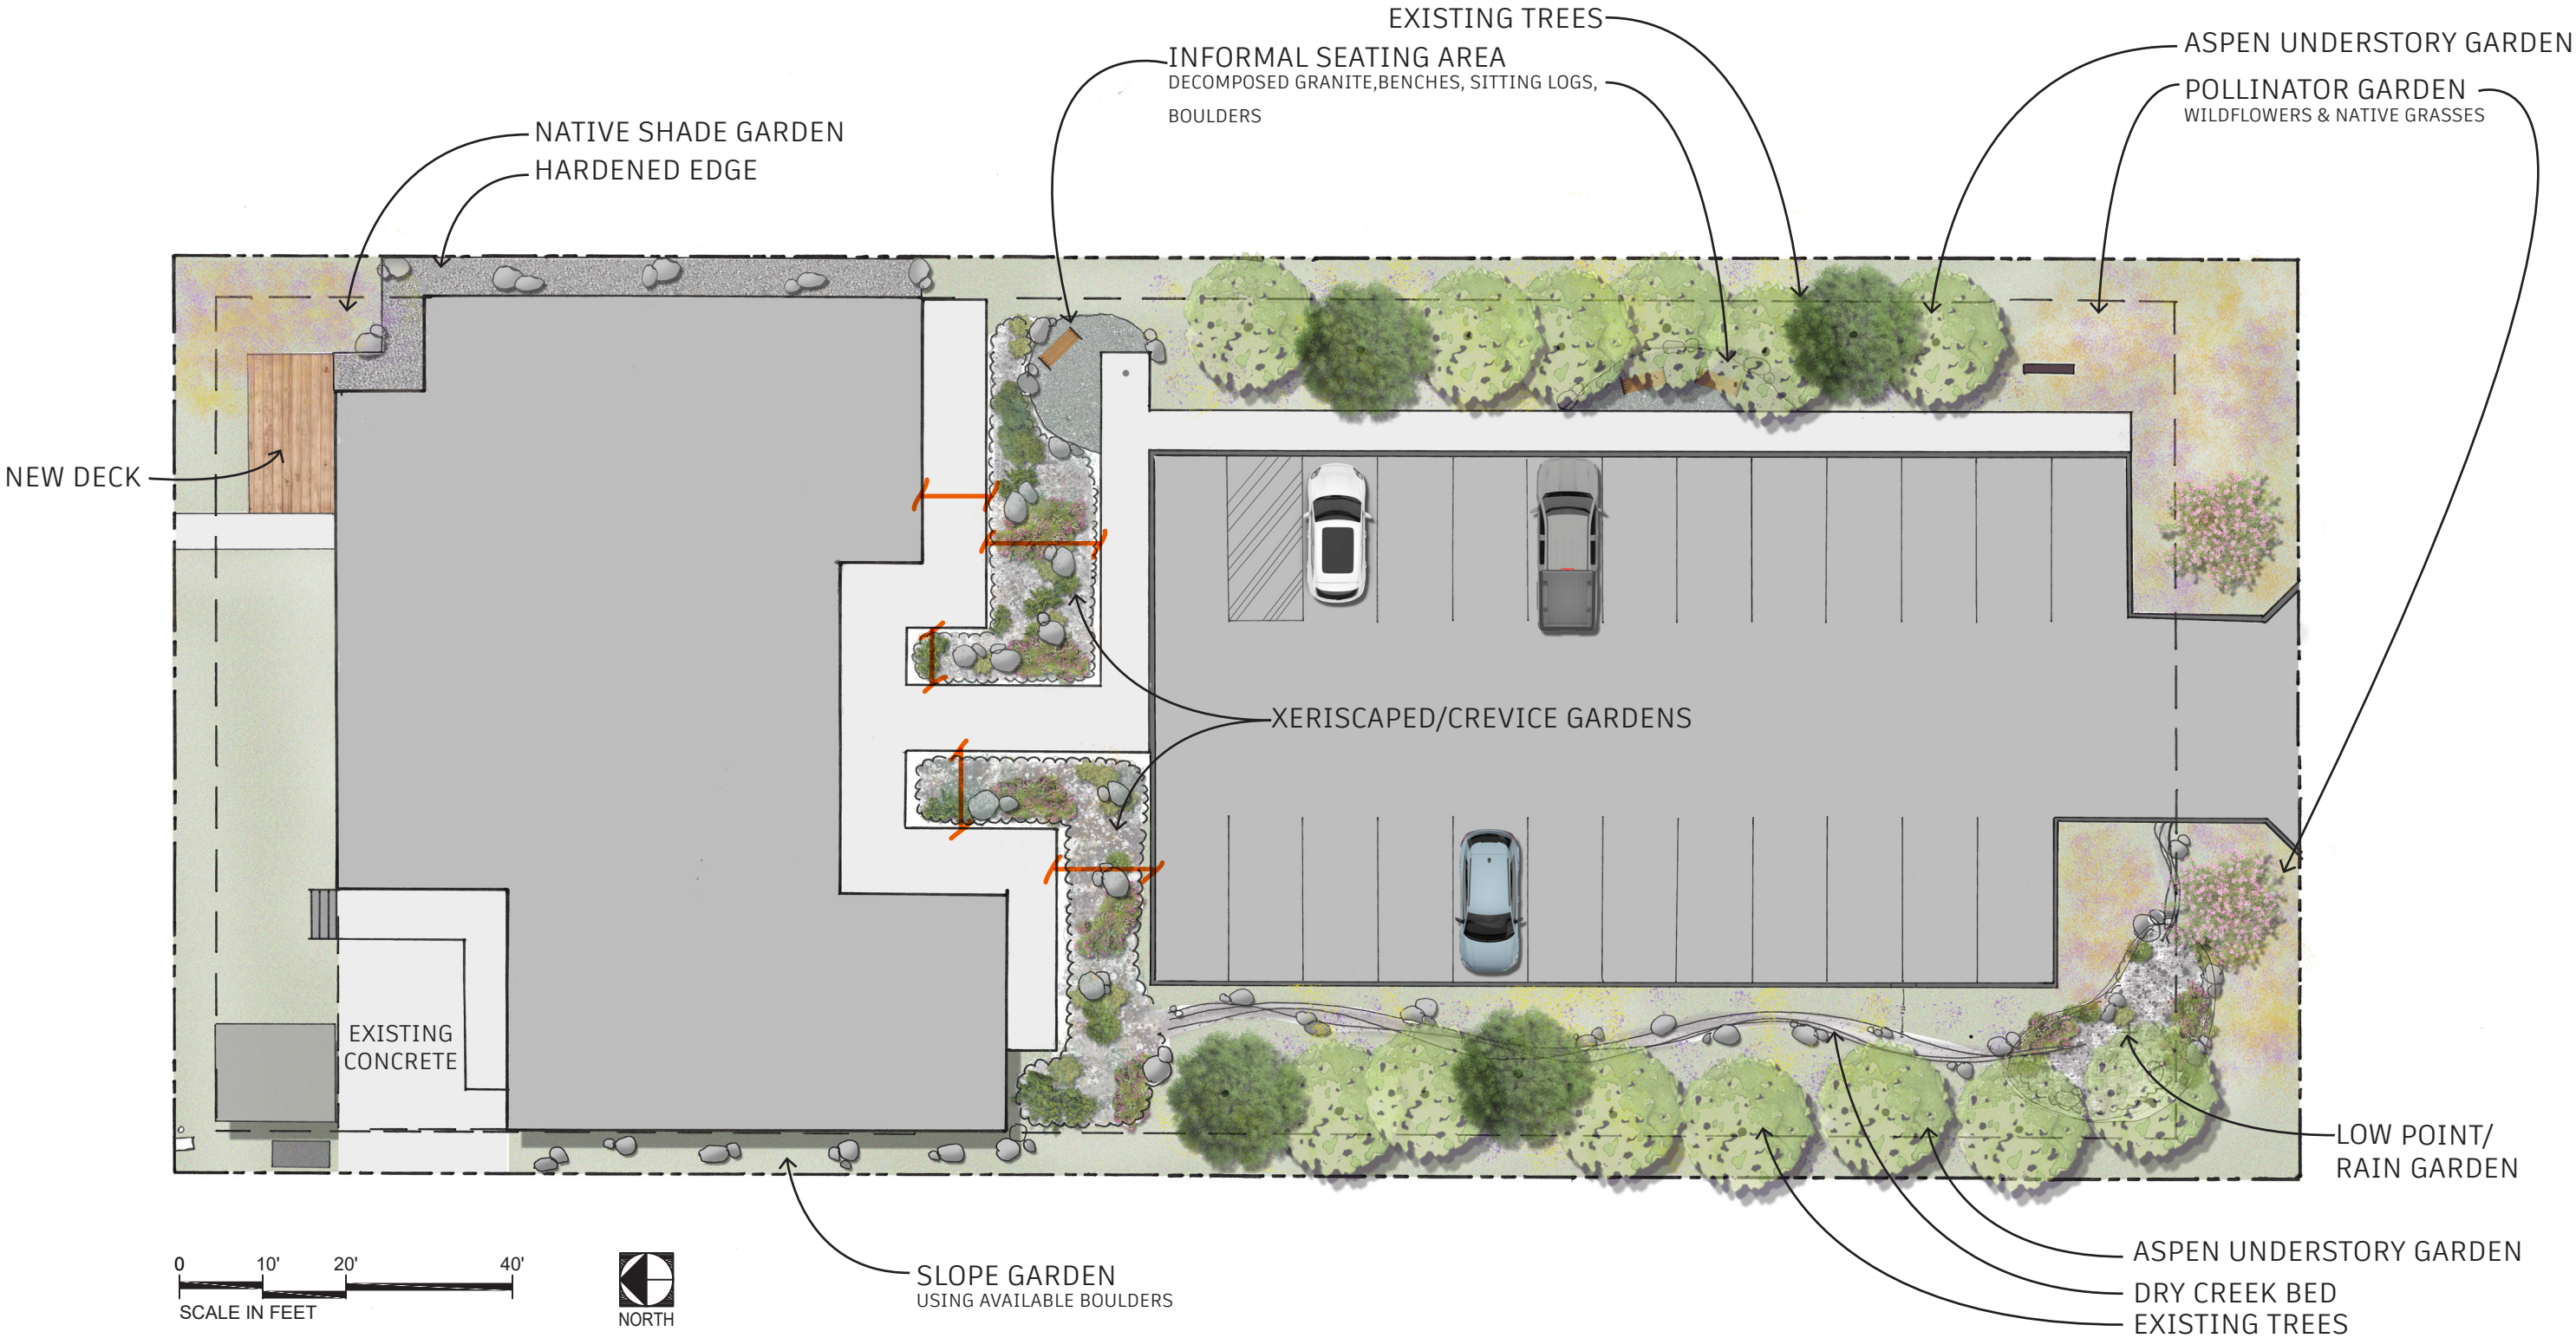 EXISTING TREES
INFORMAL SEATING AREA
DECOMPOSED GRANITE,BENCHES, SITTING LOGS,
BOULDERS
ASPEN UNDERSTORY GARDEN
POLLINATOR GARDEN
WILDFLOWERS & NATIVE GRASSES
NATIVE SHADE GARDEN
HARDENED EDGE
NEW DECK
XERISCAPED/CREVICE GARDENS
EXISTING
CONCRETE
LOW POINT/
RAIN GARDEN
ASPEN UNDERSTORY GARDEN
DRY CREEK BED
EXISTING TREES
SLOPE GARDEN
USING AVAILABLE BOULDERS
0 10' 20' 40'
SCALE IN FEET
NORTH